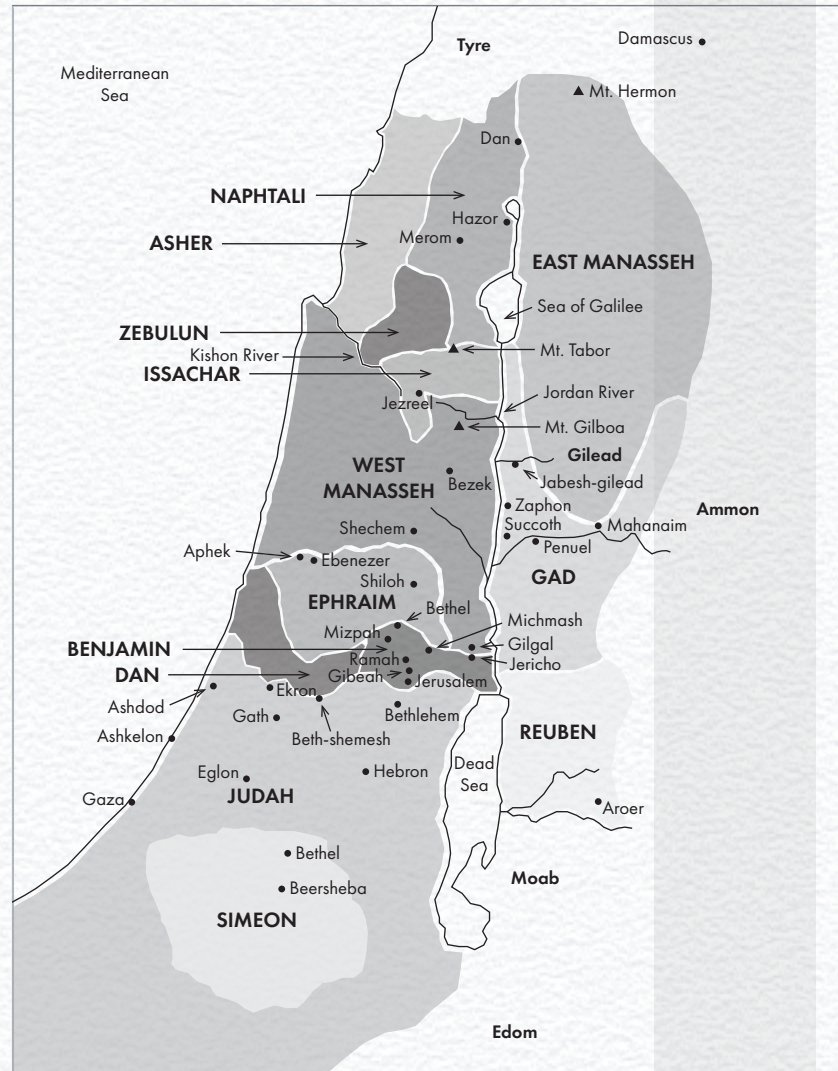 Tyre
Damascus
Mediterranean
Sea
Mt. Hermon
Dan
NAPHTALI
Hazor
Merom
ASHER
EAST MANASSEH
Sea of Galilee
ZEBULUN
Kishon River
Mt. Tabor
ISSACHAR
Jordan River
Jezreel
Mt. Gilboa
Gilead
WEST
MANASSEH
Bezek
Jabesh-gilead
Zaphon
Ammon
Succoth
Mahanaim
Shechem
Penuel
Aphek
Ebenezer
GAD
Shiloh
EPHRAIM
Bethel
Michmash
Mizpah
Gilgal
BENJAMIN
Ramah
Jericho
DAN
Gibeah
Jerusalem
Ekron
Ashdod
Gath
Bethlehem
Beth-shemesh
REUBEN
Ashkelon
Dead
Sea
Eglon
Hebron
JUDAH
Gaza
Aroer
Bethel
Moab
Beersheba
SIMEON
Edom